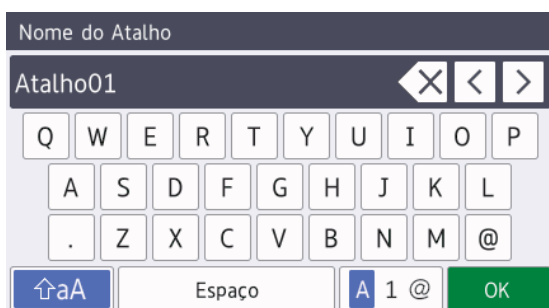 Nome do Atalho
Atalho01
Q W E R T Y U I O P
A S D F G H J K L
. Z X C V B N M @
aA Espaço A 1 @ OK